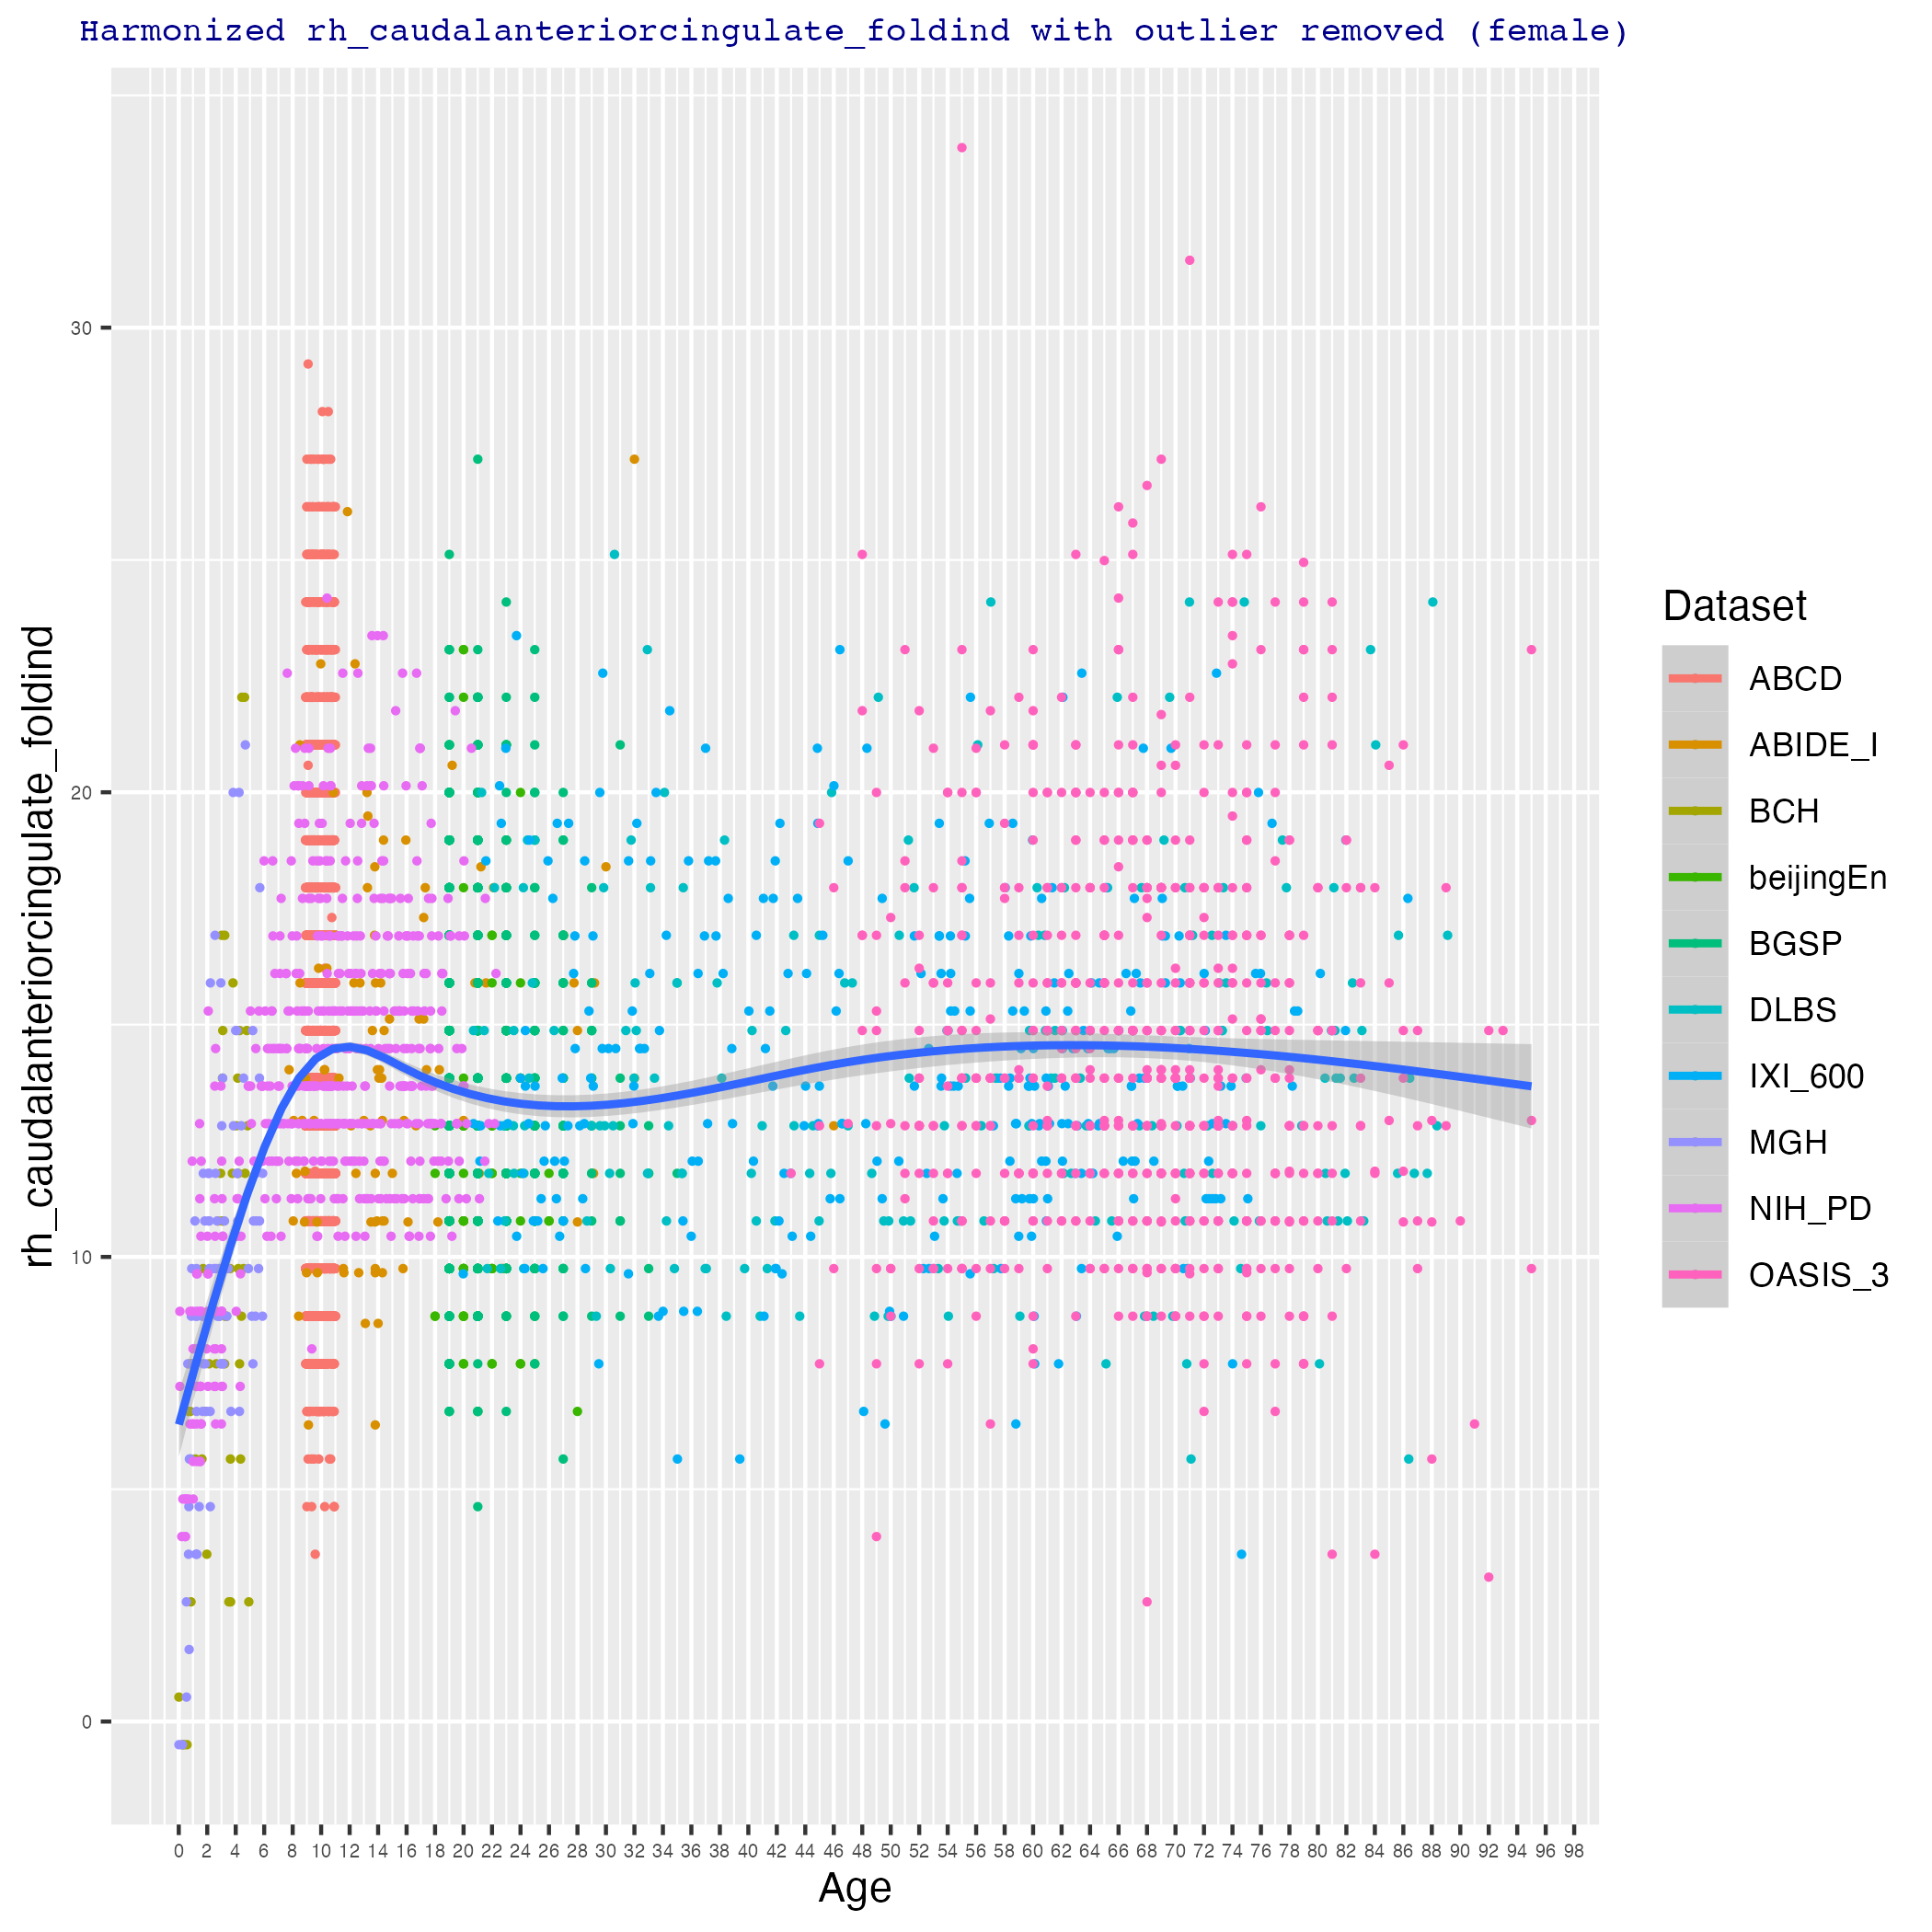 Harmonized rh_caudalanteriorcingulate_foldind with outlier removed (female)
rh_caudalanteriorcingulate_foldind
30
20
10
0
0 2 4 6 8 10 12 14 16 18 20 22 24 26 28 30 32 34 36 38 40 42 44 46 48 50 52 54 56 58 60 62 64 66 68 70 72 74 76 78 80 82 84 86 88 90 92 94 96 98
Age
Dataset
ABCD
ABIDE_I
BCH
beijingEn
BGSP
DLBS
IXI_600
MGH
NIH_PD
OASIS_3